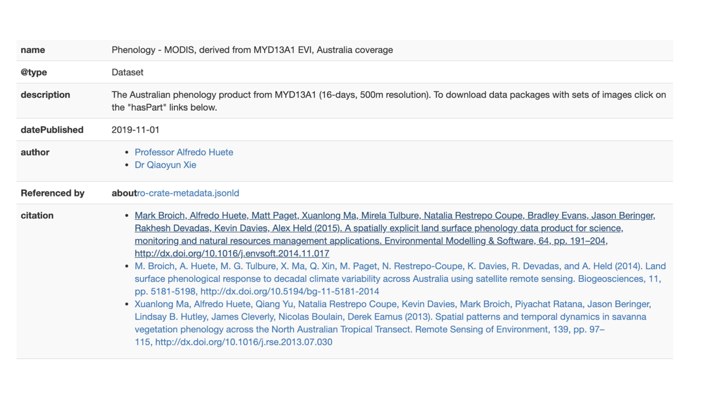 name Phenology - MODIS, derived from MYD13A1 EVI, Australia coverage
@type Dataset
description The Australian phenology product from MYD13A1 (16-days, 500m resolution). To download data packages with sets of images click on
the "hasPart" links below.
datePublished 2019-11-01
author • Professor Alfredo Huete
• Dr Qiaoyun Xie
Referenced by aboutro-crate-metadata.jsonld
citation • Mark Broich, Alfredo Huete, Matt Paget, Xuanlong Ma, Mirela Tulbure, Natalia Restrepo Coupe, Bradley Evans, Jason Beringer,
Rakhesh Devadas, Kevin Davies, Alex Held (2015). A spatially explicit land surface phenology data product for science,
monitoring and natural resources management applications. Environmental Modelling & Software, 64, pp. 191–204,
http://dx.doi.org/10.1016/j.envsoft.2014.11.017
• M. Broich, A. Huete, M. G. Tulbure, X. Ma, Q. Xin, M. Paget, N. Restrepo-Coupe, K. Davies, R. Devadas, and A. Held (2014). Land
surface phenological response to decadal climate variability across Australia using satellite remote sensing. Biogeosciences, 11,
pp. 5181-5198, http://dx.doi.org/10.5194/bg-11-5181-2014
• Xuanlong Ma, Alfredo Huete, Qiang Yu, Natalia Restrepo Coupe, Kevin Davies, Mark Broich, Piyachat Ratana, Jason Beringer,
Lindsay B. Hutley, James Cleverly, Nicolas Boulain, Derek Eamus (2013). Spatial patterns and temporal dynamics in savanna
vegetation phenology across the North Australian Tropical Transect. Remote Sensing of Environment, 139, pp. 97–
115, http://dx.doi.org/10.1016/j.rse.2013.07.030